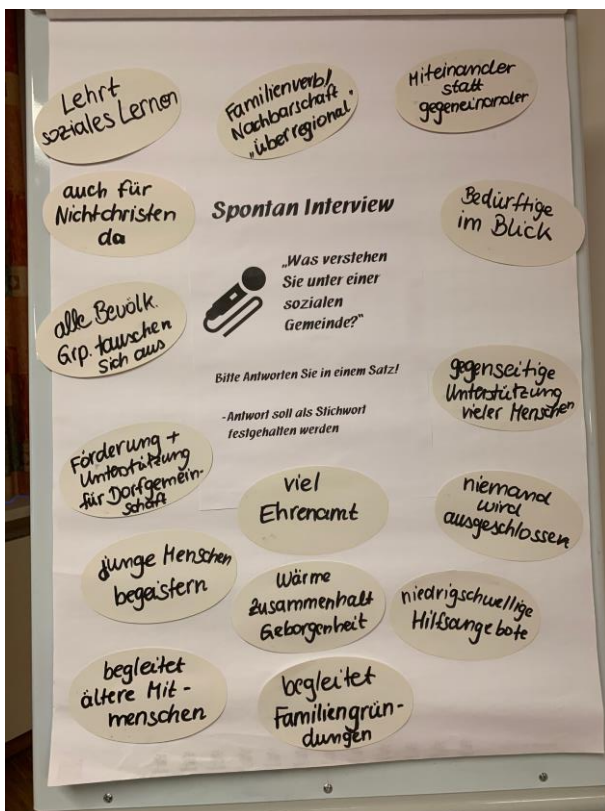 Lehrt
soziales Lernen
Familienverb/
Nachbarschaft
"überregional"
Miteinander
statt
gegeneinander
auch für
Nichtchristen
da
Spontan Interview
Bedürftige
im Blick
„Was verstehen
Sie unter einer
sozialen
Gemeinde?"
alle Bevölk.
Grp. tauschen
sich aus
Bitte Antworten Sie in einem Satz!
gegenseitige
Unterstützung
vieler Menschen
-Antwort soll als Stichwort
festgehalten werden
Förderung +
Unterstützung
für Dorfgemein-
schaft
viel
Ehrenamt
niemand
wird
ausgeschlossen
junge Menschen
begeistern
Wärme
Zusammenhalt
Geborgenheit
niedrigschwellige
Hilfsangebote
begleitet
ältere Mit-
menschen
begleitet
Familiengrün-
dungen